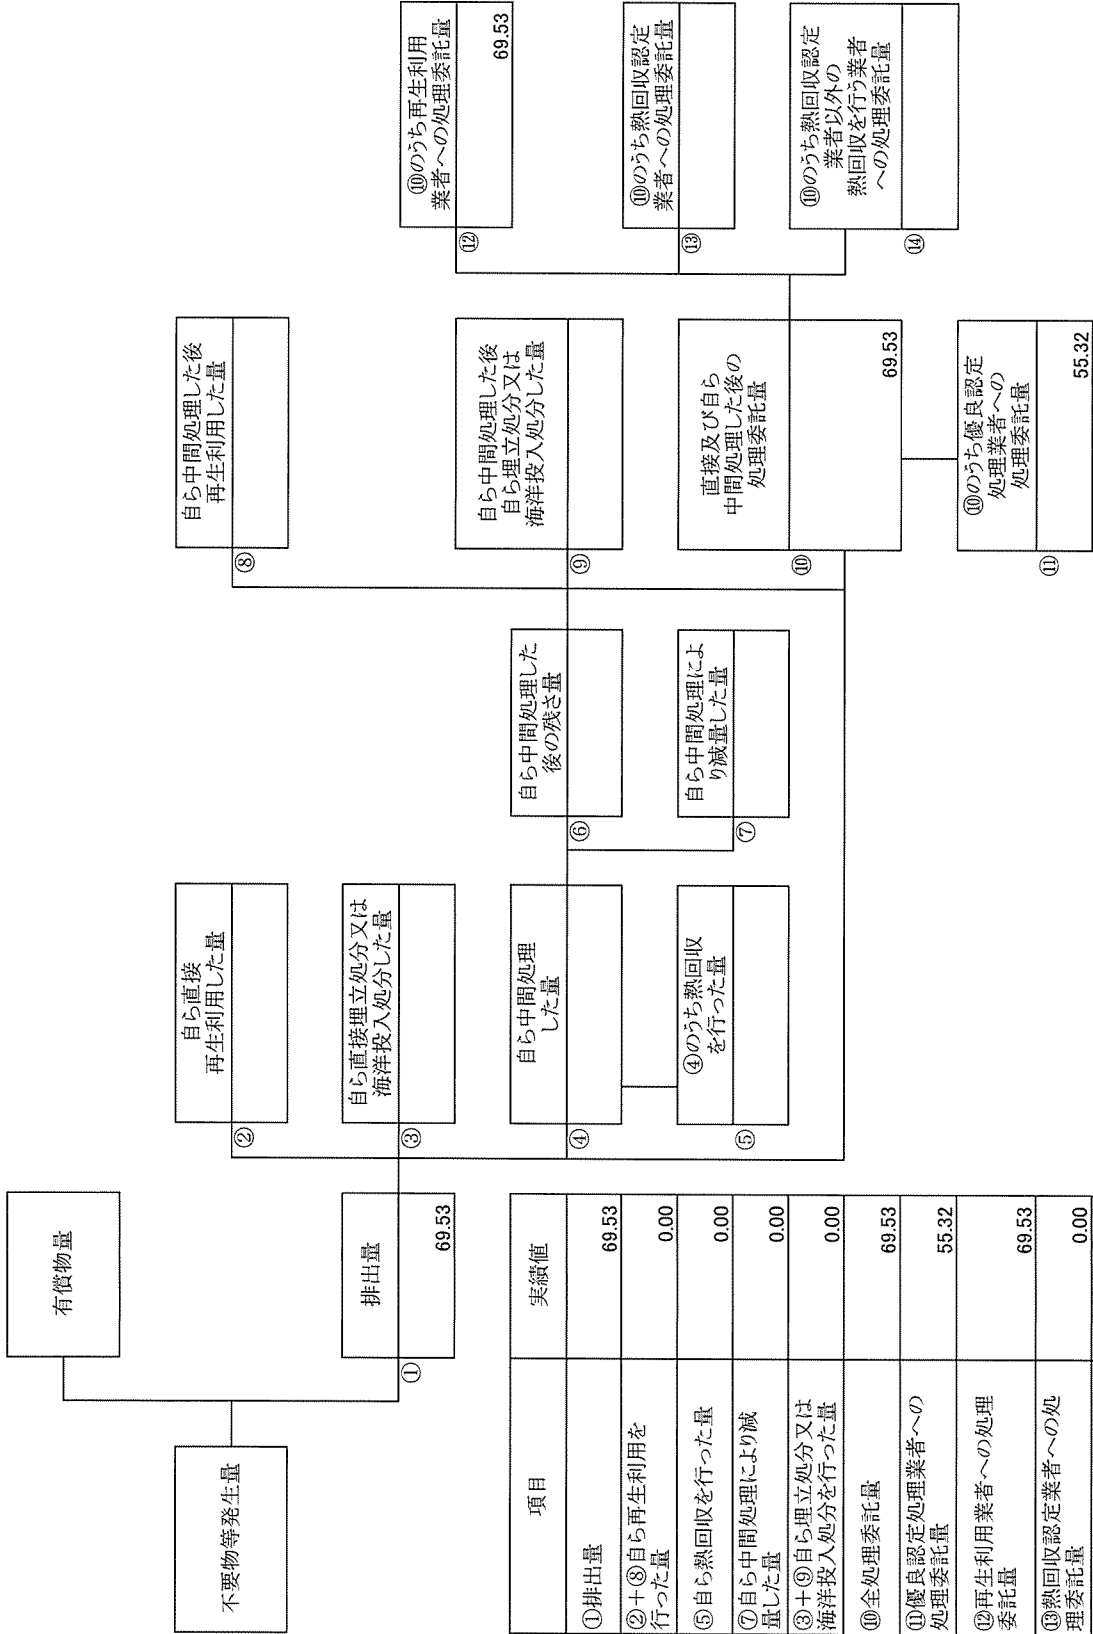 不要物等発生量
有償物量
①
排出量
69.53
②
自ら直接
再生利用した量
③
自ら直接埋立処分又は
海洋投入処分した量
④
自ら中間処理
した量
⑤
④のうち熱回収
を行った量
⑥
自ら中間処理した
後の残さ量
⑦
自ら中間処理によ
り減量した量
⑧
自ら中間処理した後
再生利用した量
⑨
自ら中間処理した後
自ら埋立処分又は
海洋投入処分した量
⑩
直接及び自ら
中間処理した後の
処理委託量
69.53
⑪
⑩のうち優良認定
処理業者への
処理委託量
55.32
⑫
⑩のうち再生利用
業者への処理委託量
69.53
⑬
⑩のうち熱回収認定
業者への処理委託量
⑭
⑩のうち熱回収認定
業者以外の
熱回収を行う業者
への処理委託量
項目 実績値
①排出量 69.53
②+⑧自ら再生利用を
行った量 0.00
⑤自ら熱回収を行った量 0.00
⑦自ら中間処理により減
量した量 0.00
③+⑨自ら埋立処分又は
海洋投入処分を行った量 0.00
⑩全処理委託量 69.53
⑪優良認定処理業者への
処理委託量 55.32
⑫再生利用業者への処理
委託量 69.53
⑬熱回収認定業者への処
理委託量 0.00